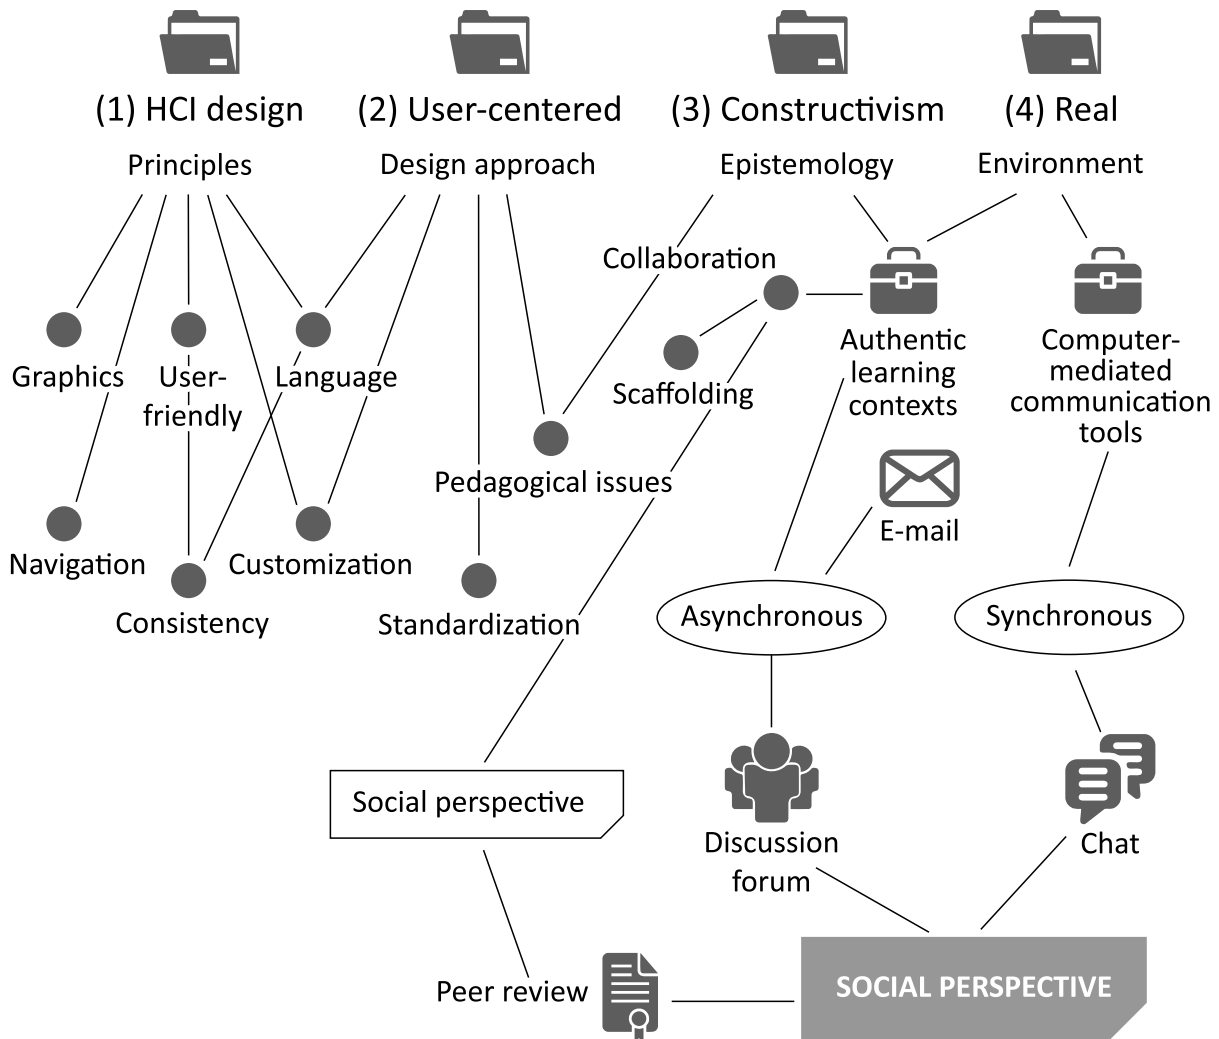 (1) HCI design
Principles
(2) User-centered
Design approach
(3) Constructivism
Epistemology
(4) Real
Environment
Collaboration
Graphics
User-
friendly
Language
Scaffolding
Authentic
learning
contexts
Computer-
mediated
communication
tools
Pedagogical issues
E-mail
Navigation
Customization
Consistency
Standardization
Asynchronous
Synchronous
Social perspective
Discussion
forum
Chat
Peer review
SOCIAL PERSPECTIVE